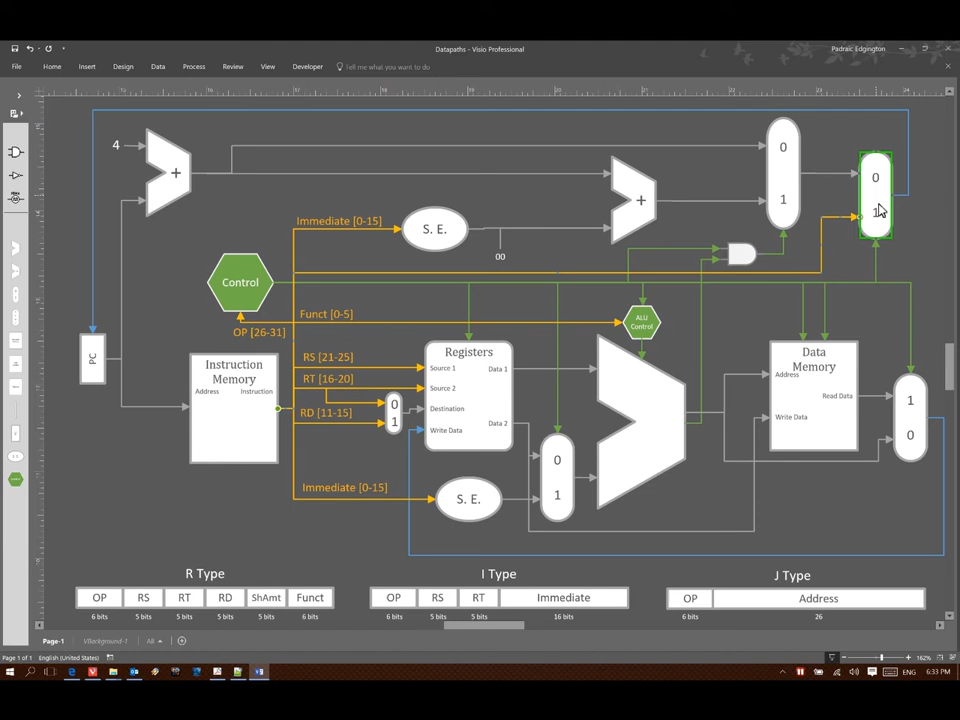 Datapaths - Visio Professional
Padraic Edgington
File Home Insert Design Data Process Review View Developer Tell me what you want to do
4
+
+
0
1
0
1
Immediate [0-15]
S. E.
00
Control
OP [26-31]
Funct [0-5]
ALU
Control
PC
Instruction
Memory
Address Instruction
RS [21-25]
RT [16-20]
RD [11-15]
0
1
Registers
Source 1
Source 2
Destination
Write Data
Data 1
Data 2
0
1
Immediate [0-15]
S. E.
Data
Memory
Address
Read Data
Write Data
1
0
R Type
OP RS RT RD ShAmt Funct
6 bits 5 bits 5 bits 5 bits 5 bits 6 bits
I Type
OP RS RT Immediate
6 bits 5 bits 5 bits 16 bits
J Type
OP Address
6 bits 26
Page-1 VBackground-1 All
Page 1 of 1 English (United States) 162%
ENG 6:33 PM